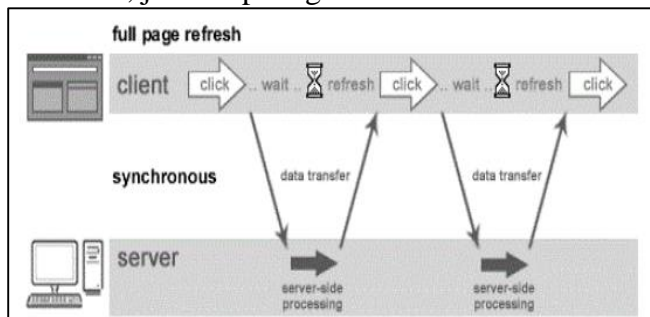 full page refresh
client click .. wait .. refresh click .. wait .. refresh click
synchronous data transfer data transfer
server
server-side server-side
processing processing